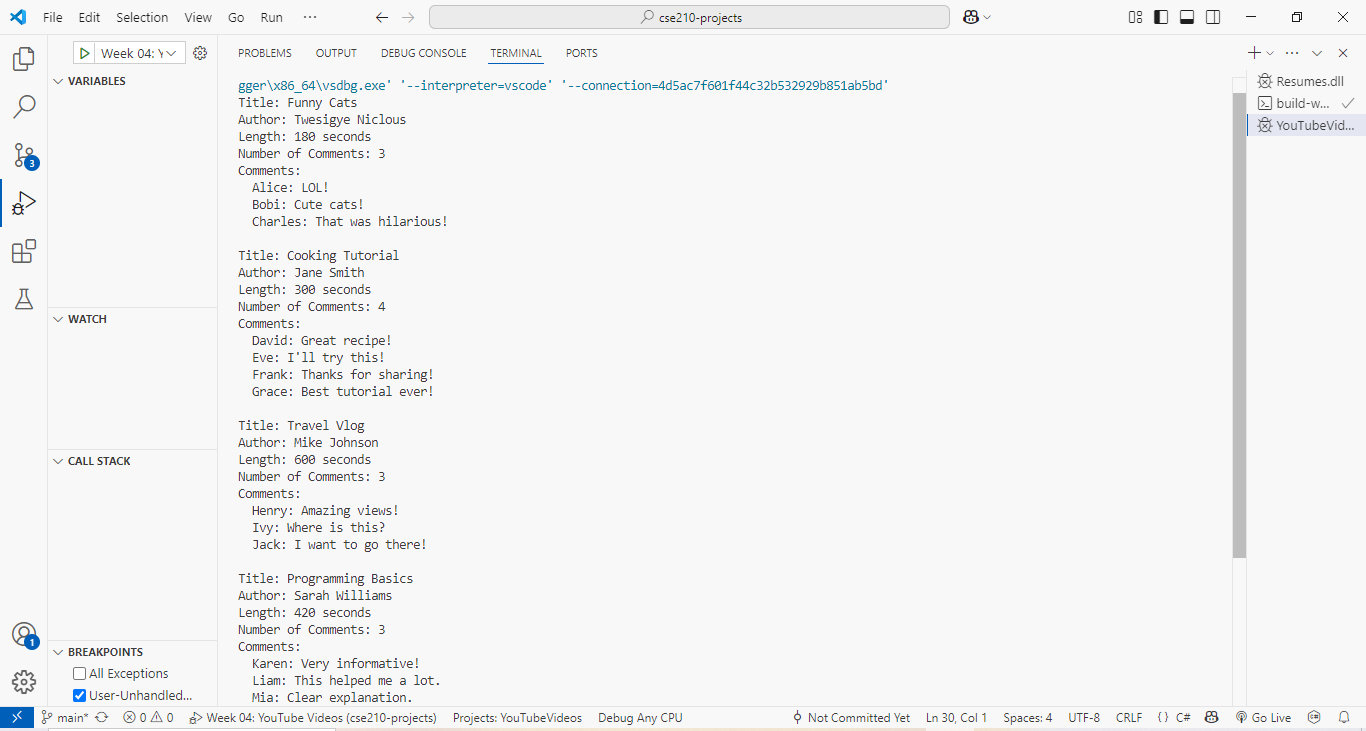 File Edit Selection View Go Run ···
cse210-projects
Week 04: Y
PROBLEMS OUTPUT DEBUG CONSOLE TERMINAL PORTS
VARIABLES
WATCH
CALL STACK
BREAKPOINTS
All Exceptions
User-Unhandled...
3
1
gger\x86_64\vsdbg.exe' '--interpreter=vscode' '--connection=4d5ac7f601f44c32b532929b851ab5bd'
Title: Funny Cats
Author: Twesigye Niclous
Length: 180 seconds
Number of Comments: 3
Comments:
  Alice: LOL!
  Bobi: Cute cats!
  Charles: That was hilarious!

Title: Cooking Tutorial
Author: Jane Smith
Length: 300 seconds
Number of Comments: 4
Comments:
  David: Great recipe!
  Eve: I'll try this!
  Frank: Thanks for sharing!
  Grace: Best tutorial ever!

Title: Travel Vlog
Author: Mike Johnson
Length: 600 seconds
Number of Comments: 3
Comments:
  Henry: Amazing views!
  Ivy: Where is this?
  Jack: I want to go there!

Title: Programming Basics
Author: Sarah Williams
Length: 420 seconds
Number of Comments: 3
Comments:
  Karen: Very informative!
  Liam: This helped me a lot.
  Mia: Clear explanation.
Resumes.dll
build-w...
YouTubeVid...
main* 0 0 Week 04: YouTube Videos (cse210-projects) Projects: YouTubeVideos Debug Any CPU Not Committed Yet Ln 30, Col 1 Spaces: 4 UTF-8 CRLF {} C# Go Live